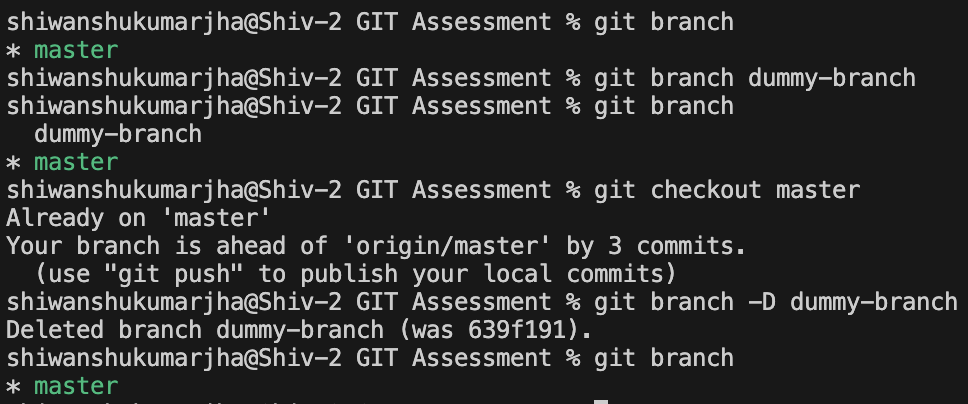 shiwanshukumarjha@Shiv-2 GIT Assessment % git branch
* master
shiwanshukumarjha@Shiv-2 GIT Assessment % git branch dummy-branch
shiwanshukumarjha@Shiv-2 GIT Assessment % git branch
  dummy-branch
* master
shiwanshukumarjha@Shiv-2 GIT Assessment % git checkout master
Already on 'master'
Your branch is ahead of 'origin/master' by 3 commits.
  (use "git push" to publish your local commits)
shiwanshukumarjha@Shiv-2 GIT Assessment % git branch -D dummy-branch
Deleted branch dummy-branch (was 639f191).
shiwanshukumarjha@Shiv-2 GIT Assessment % git branch
* master